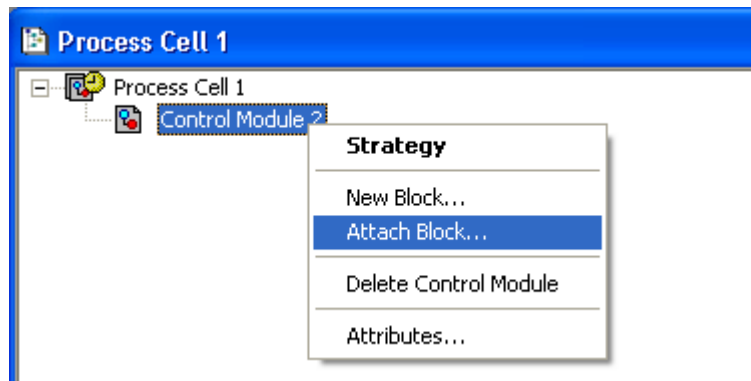 Process Cell 1
Process Cell 1
Control Module 2
Strategy
New Block...
Attach Block...
Delete Control Module
Attributes...